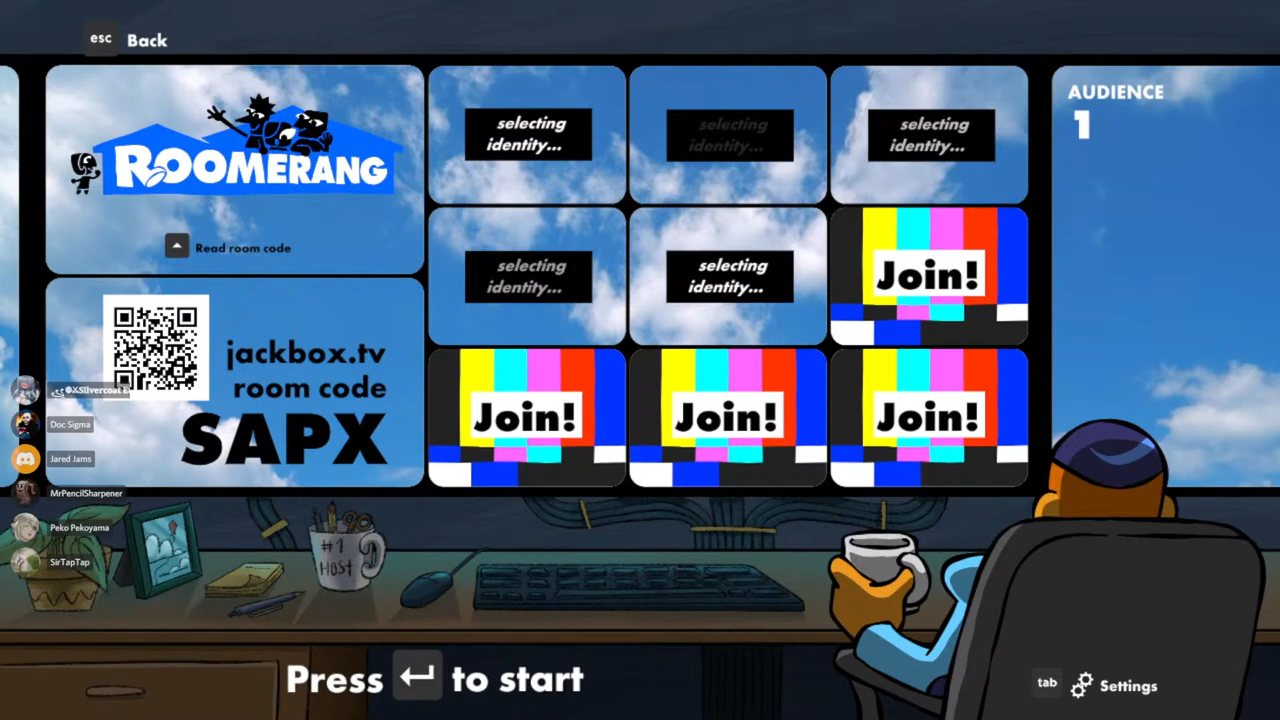 esc Back
ROOMERANG
Read room code
jackbox.tv
room code
SAPX
selecting
identity...
selecting
identity...
selecting
identity...
selecting
identity...
selecting
identity...
Join!
Join!
Join!
Join!
AUDIENCE
1
Doc Sigma
Jared Jams
MrPencilSharpener
Peko Pekoyama
SirTapTap
#1
HOST
Press to start
tab Settings